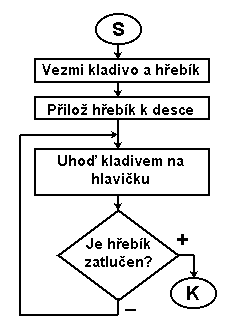 S
Vezmi kladivo a hřebík
Přilož hřebík k desce
Uhoď kladivem na
hlavičku
Je hřebík
zatlučen?
+
K
–